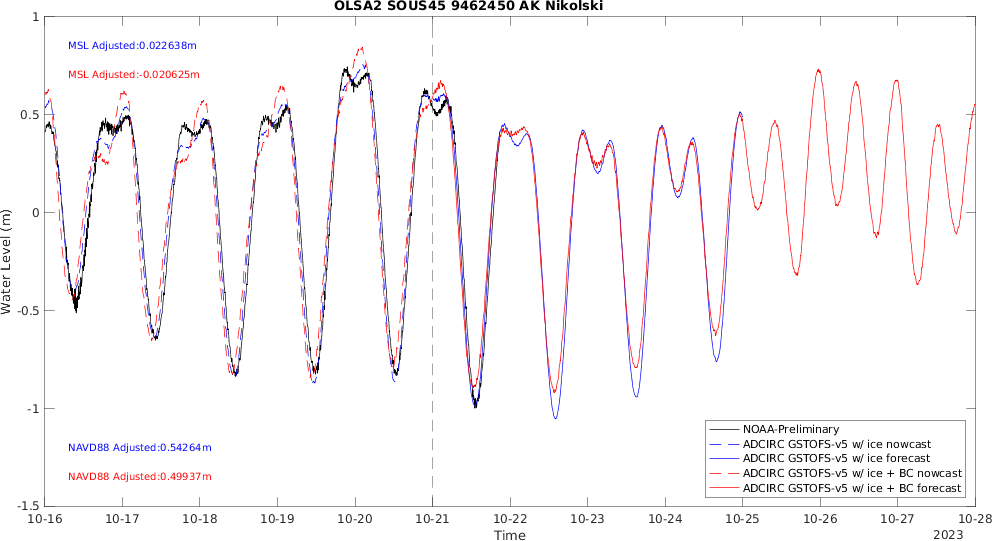 OLSA2 SOUS45 9462450 AK Nikolski
MSL Adjusted:0.022638m
MSL Adjusted:-0.020625m
NAVD88 Adjusted:0.54264m
NAVD88 Adjusted:0.49937m
Water Level (m)
1
0.5
0
-0.5
-1
-1.5
NOAA-Preliminary
ADCIRC GSTOFS-v5 w/ ice nowcast
ADCIRC GSTOFS-v5 w/ ice forecast
ADCIRC GSTOFS-v5 w/ ice + BC nowcast
ADCIRC GSTOFS-v5 w/ ice + BC forecast
10-16 10-17 10-18 10-19 10-20 10-21 10-22 10-23 10-24 10-25 10-26 10-27 10-28
Time
2023